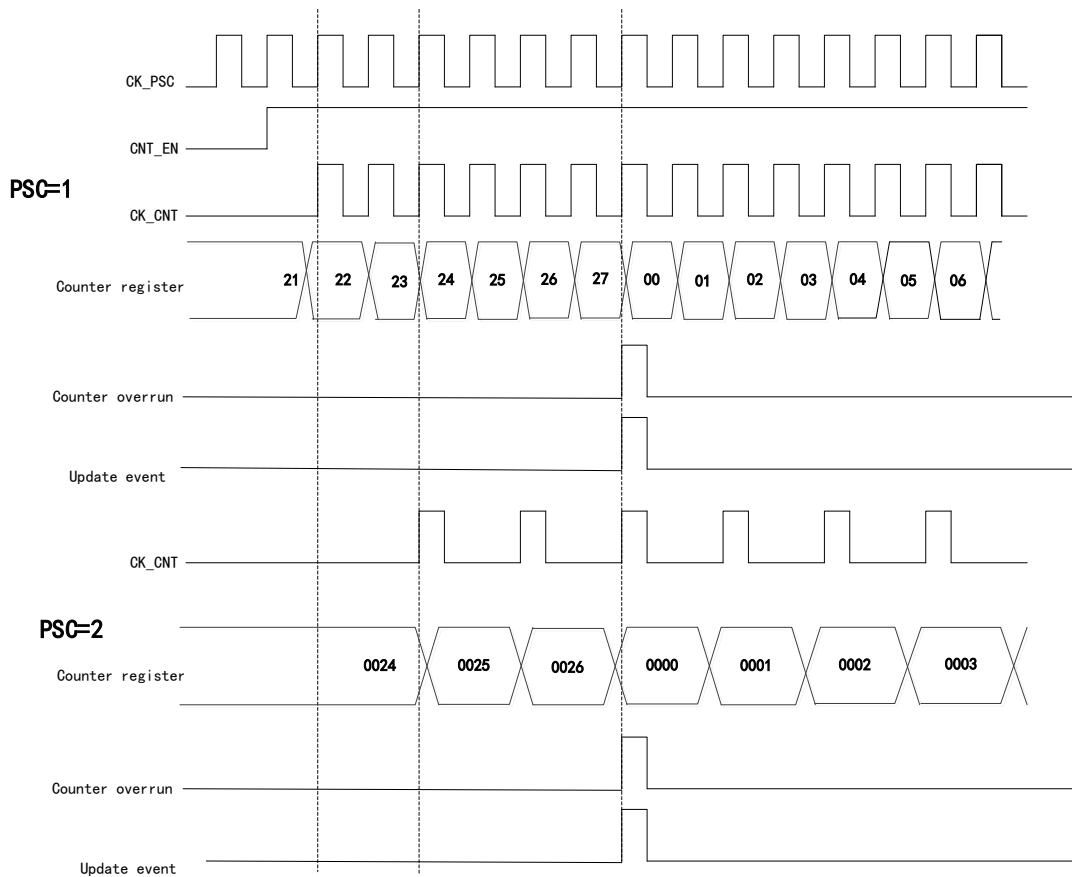 CK_PSC
CNT_EN
PSC=1
CK_CNT
Counter register 21 22 23 24 25 26 27 00 01 02 03 04 05 06
Counter overrun
Update event
CK_CNT
PSC=2
Counter register 0024 0025 0026 0000 0001 0002 0003
Counter overrun
Update event